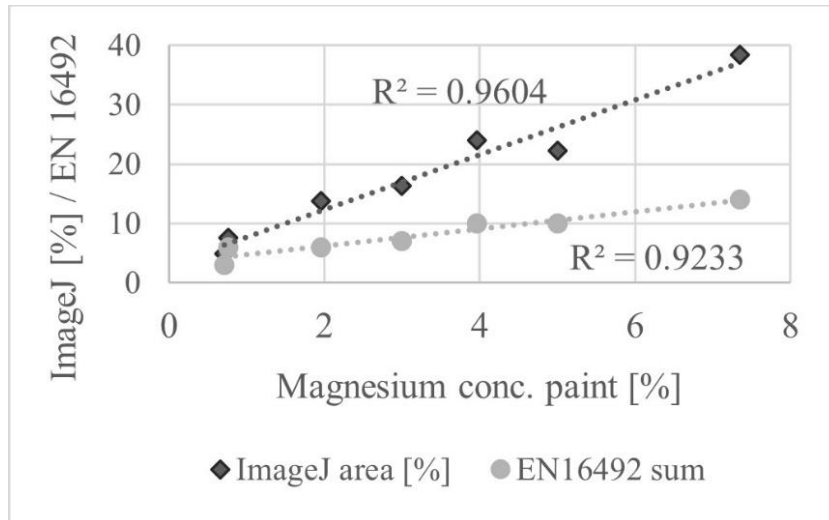 ImageJ [%] / EN 16492
40
30
20
10
0
R² = 0.9604
R² = 0.9233
0 2 4 6 8
Magnesium conc. paint [%]
ImageJ area [%] EN16492 sum